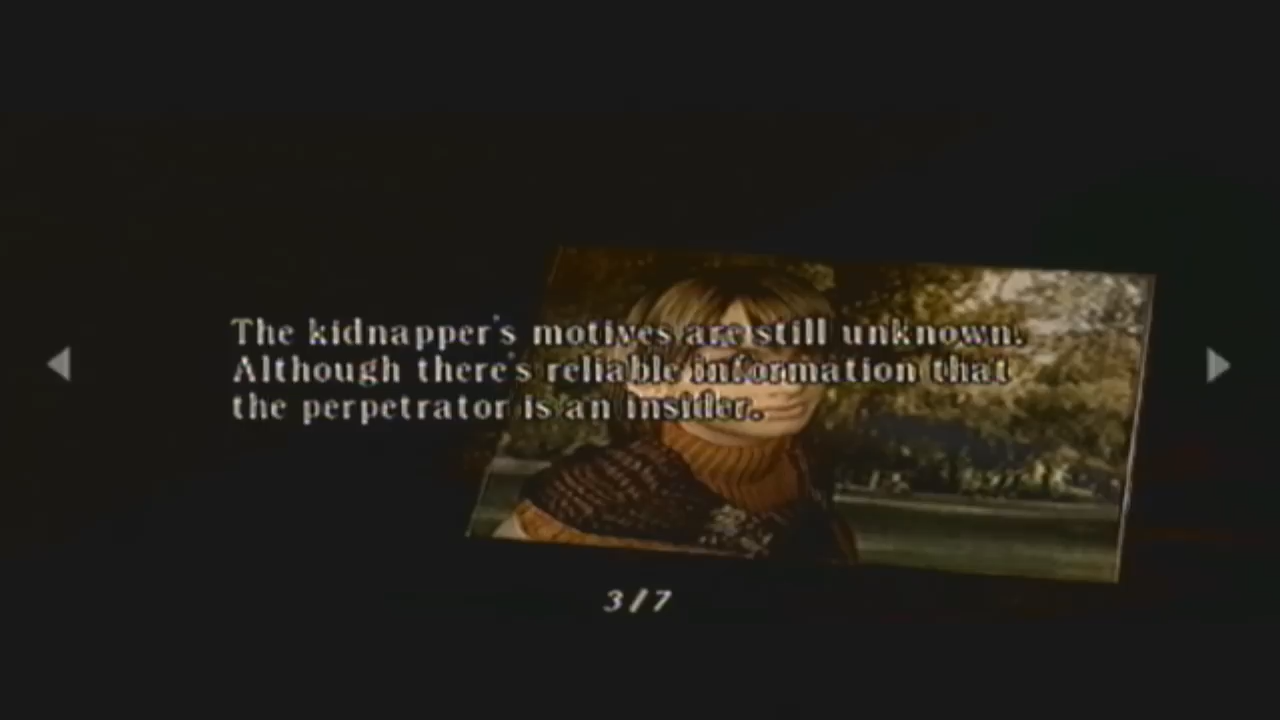 The kidnapper's motives are still unknown.
Although there's reliable information that
the perpetrator is an insider.
3/7